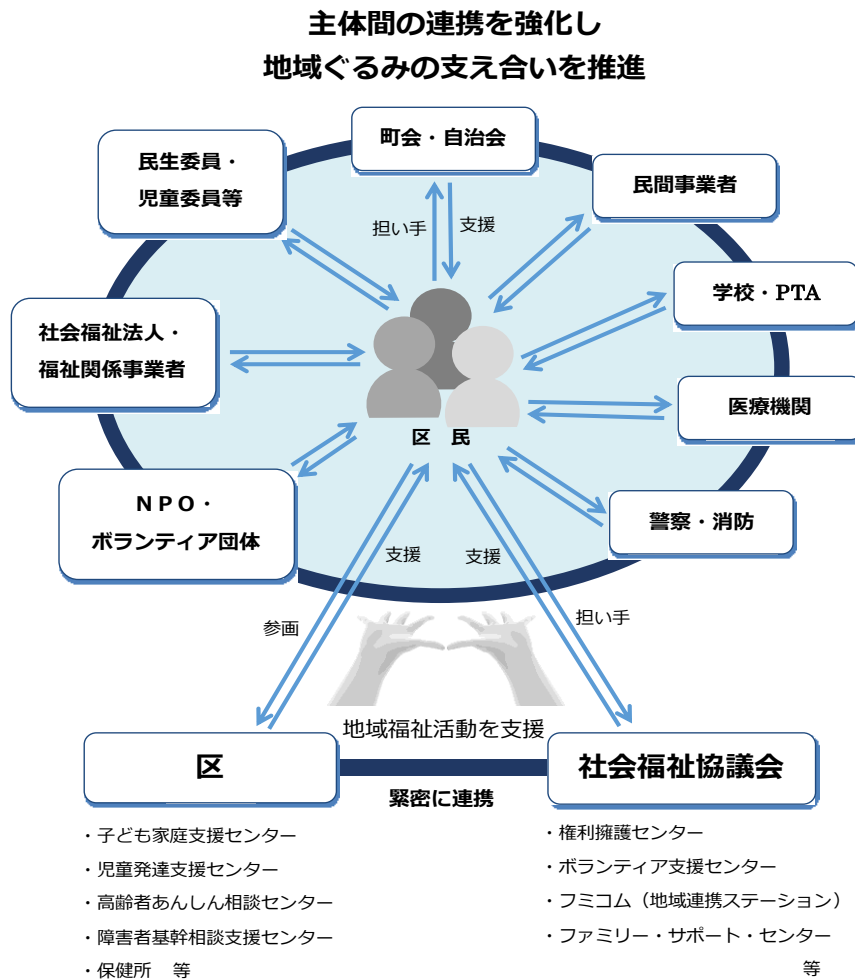 主体間の連携を強化し
地域ぐるみの支え合いを推進
町会・自治会
民生委員・
児童委員等
民間事業者
担い手
支援
学校・PTA
社会福祉法人・
福祉関係事業者
医療機関
区 民
NPO・
ボランティア団体
警察・消防
支援
支援
参画
担い手
地域福祉活動を支援
区
社会福祉協議会
緊密に連携
・子ども家庭支援センター
・児童発達支援センター
・高齢者あんしん相談センター
・障害者基幹相談支援センター
・保健所 等
・権利擁護センター
・ボランティア支援センター
・フミコム（地域連携ステーション）
・ファミリー・サポート・センター
等